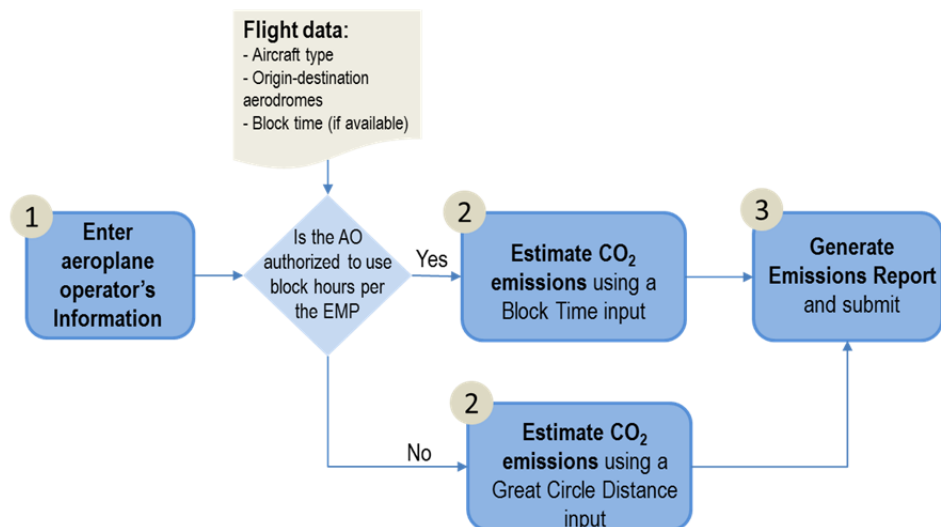 Flight data:
- Aircraft type
- Origin-destination
aerodromes
- Block time (if available)
1
Enter
aeroplane
operator's
Information
Is the AO
authorized to use
block hours per
the EMP
Yes
2
Estimate CO₂
emissions using a
Block Time input
3
Generate
Emissions Report
and submit
No
2
Estimate CO₂
emissions using a
Great Circle Distance
input